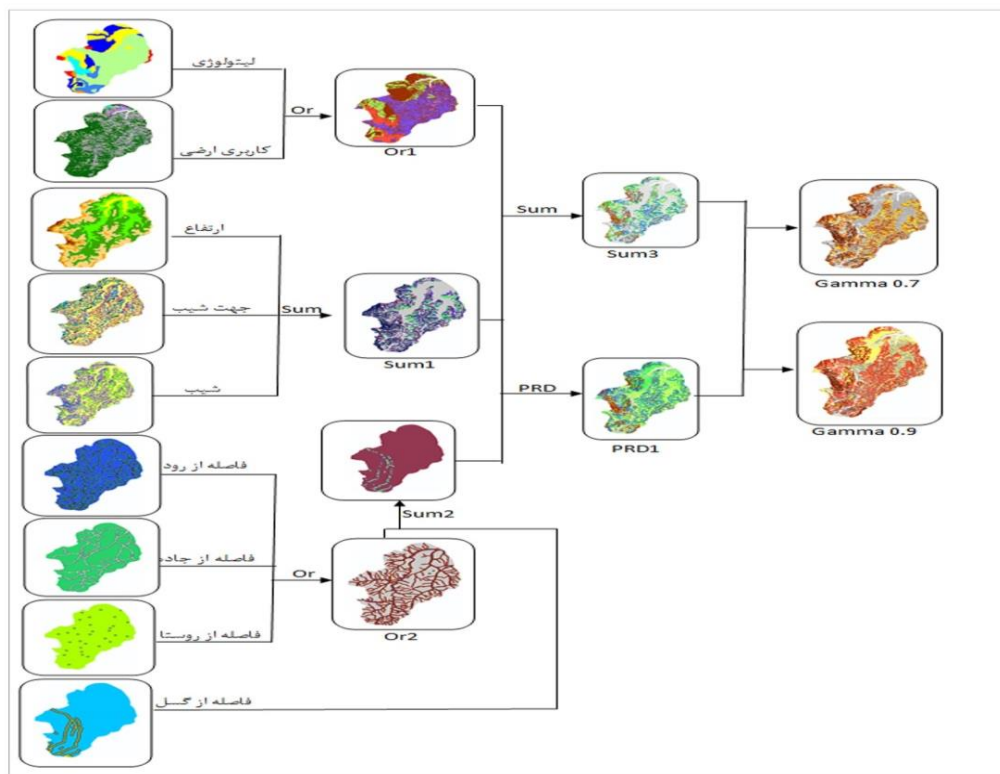 لیتولوژی
Or
Or1
کاربری ارضی
ارتفاع
Sum
Sum3
Gamma 0.7
جهت شیب
Sum
Sum1
شیب
PRD
PRD1
Gamma 0.9
فاصله از رود
Sum2
فاصله از جاده
Or
Or2
فاصله از روستا
فاصله از گسل